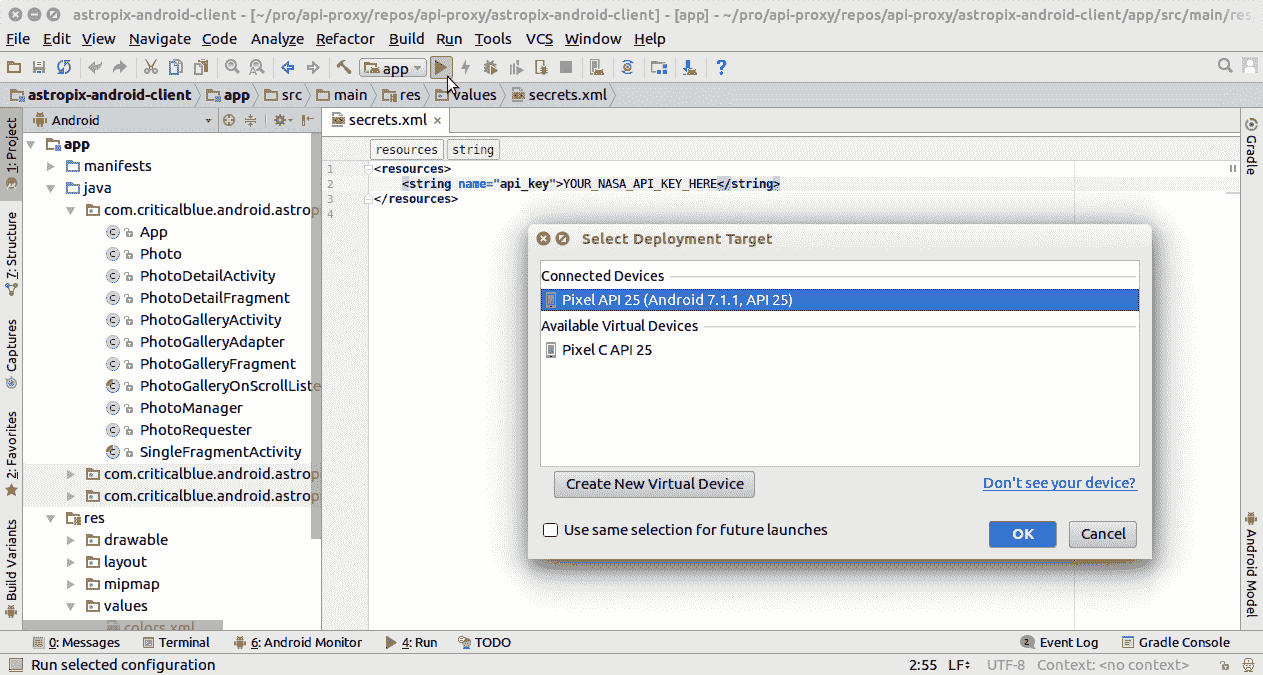 astropix-android-client - [~/pro/api-proxy/repos/api-proxy/astropix-android-client] - [app] - ~/pro/api-proxy/repos/api-proxy/astropix-android-client/app/src/main/res
File Edit View Navigate Code Analyze Refactor Build Run Tools VCS Window Help
app
astropix-android-client app src main res values secrets.xml
1: Project
7: Structure
Captures
2: Favorites
Build Variants
Android
app
manifests
java
com.criticalblue.android.astrop
App
Photo
PhotoDetailActivity
PhotoDetailFragment
PhotoGalleryActivity
PhotoGalleryAdapter
PhotoGalleryFragment
PhotoGalleryOnScrollListe
PhotoManager
PhotoRequester
SingleFragmentActivity
com.criticalblue.android.astrop
com.criticalblue.android.astrop
res
drawable
layout
mipmap
values
colors.xml
secrets.xml
resources string
1 <resources>
2 <string name="api_key">YOUR_NASA_API_KEY_HERE</string>
3 </resources>
4
Select Deployment Target
Connected Devices
Pixel API 25 (Android 7.1.1, API 25)
Available Virtual Devices
Pixel C API 25
Create New Virtual Device
Don't see your device?
Use same selection for future launches
OK Cancel
Gradle
Android Model
0: Messages Terminal 6: Android Monitor 4: Run TODO 2 Event Log Gradle Console
Run selected configuration 2:55 LF÷ UTF-8 Context: <no context>